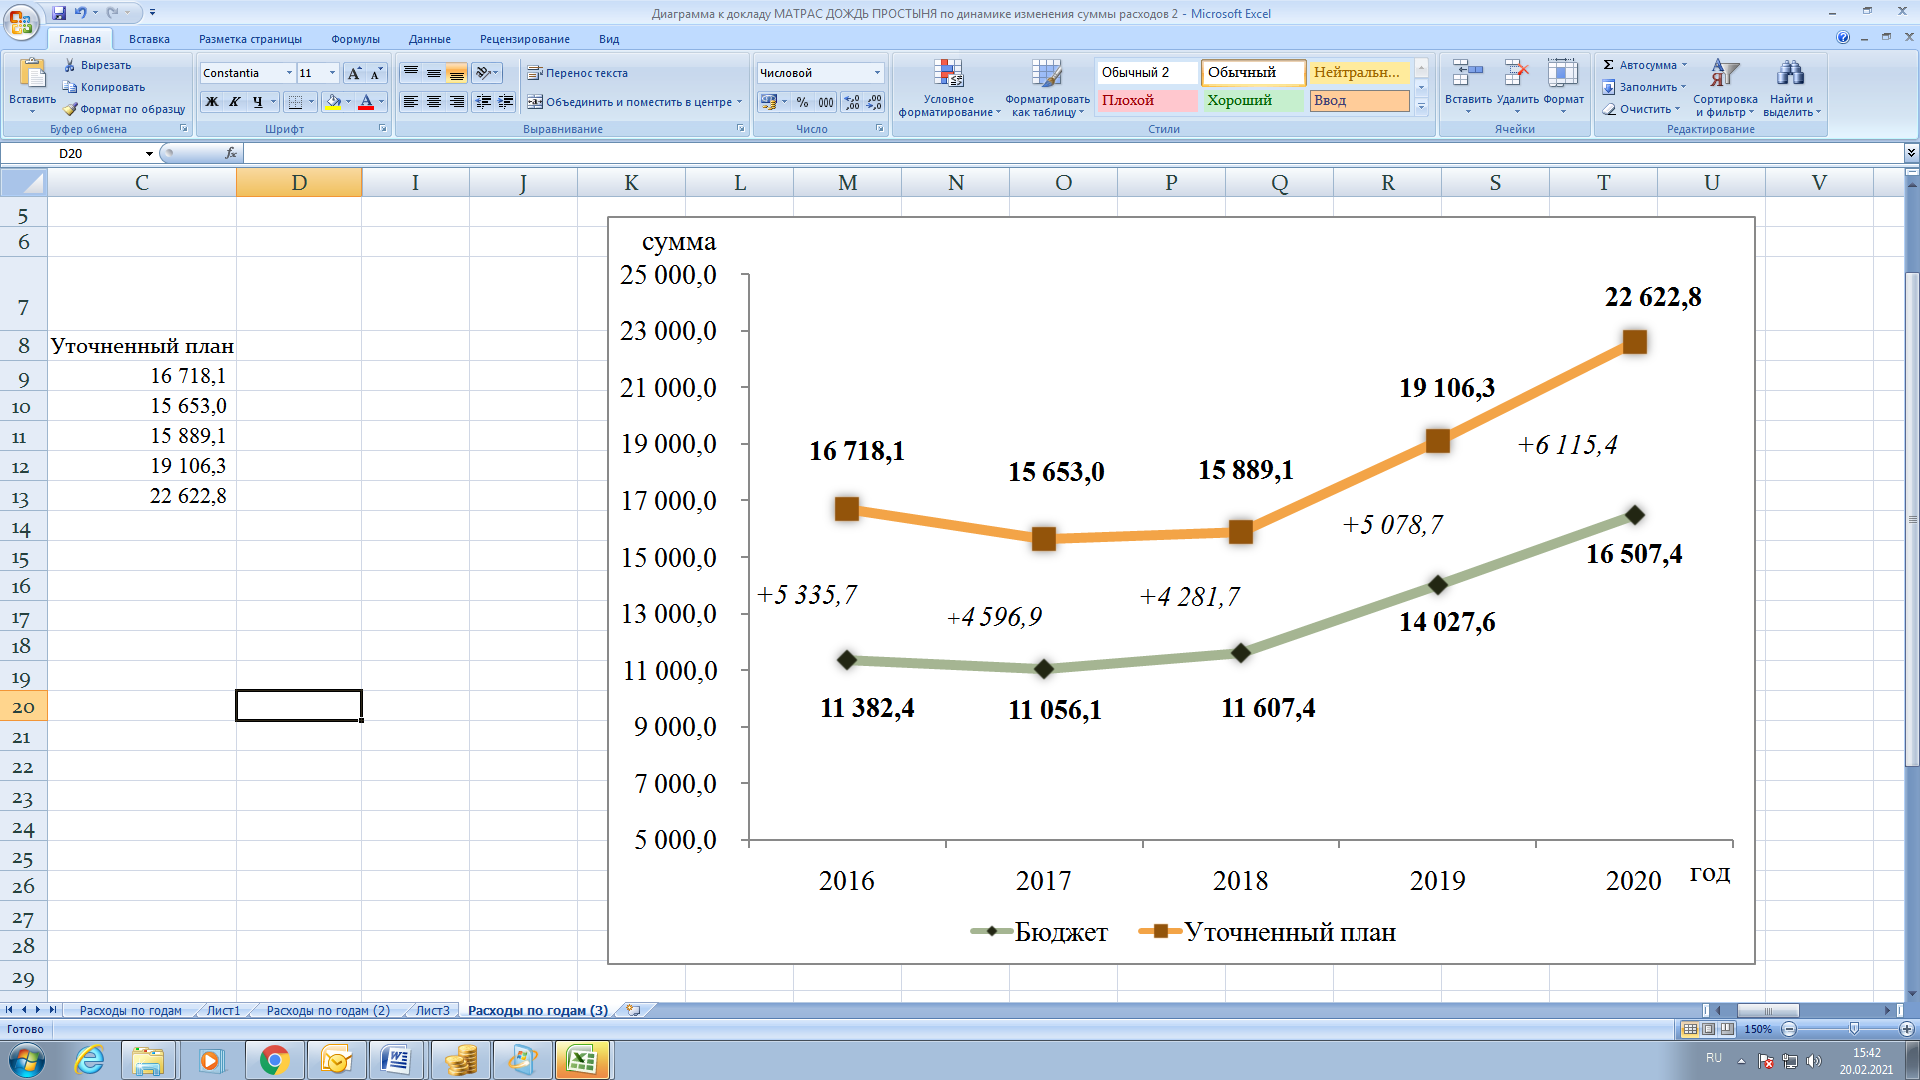 Диаграмма к докладу МАТРАС ДОЖДЬ ПРОСТЫНЯ по динамике изменения суммы расходов 2 - Microsoft Excel
Главная Вставка Разметка страницы Формулы Данные Рецензирование Вид
Вставить
Вырезать
Копировать
Формат по образцу
Буфер обмена
Constantia 11
Ж К Ч
Шрифт
Перенос текста
Объединить и поместить в центре
Выравнивание
Числовой
% 000
Число
Условное форматирование
Форматировать как таблицу
Обычный 2 Обычный Нейтральн...
Плохой Хороший Ввод
Стили
Вставить Удалить Формат
Ячейки
Σ Автосумма
Заполнить
Очистить
Сортировка и фильтр
Найти и выделить
Редактирование
D20 fx
C D I J K L M N O P Q R S T U V
5
6
7
8 Уточненный план
9 16 718,1
10 15 653,0
11 15 889,1
12 19 106,3
13 22 622,8
14
15
16
17
18
19
20
21
22
23
24
25
26
27
28
29
сумма
25 000,0
23 000,0
21 000,0
19 000,0
17 000,0
15 000,0
13 000,0
11 000,0
9 000,0
7 000,0
5 000,0
16 718,1 15 653,0 15 889,1 19 106,3 22 622,8
+5 335,7 +4 596,9 +4 281,7 +5 078,7 +6 115,4
11 382,4 11 056,1 11 607,4 14 027,6 16 507,4
2016 2017 2018 2019 2020 год
Бюджет Уточненный план
Расходы по годам Лист1 Расходы по годам (2) Лист3 Расходы по годам (3)
Готово 150%
RU 15:42
20.02.2021